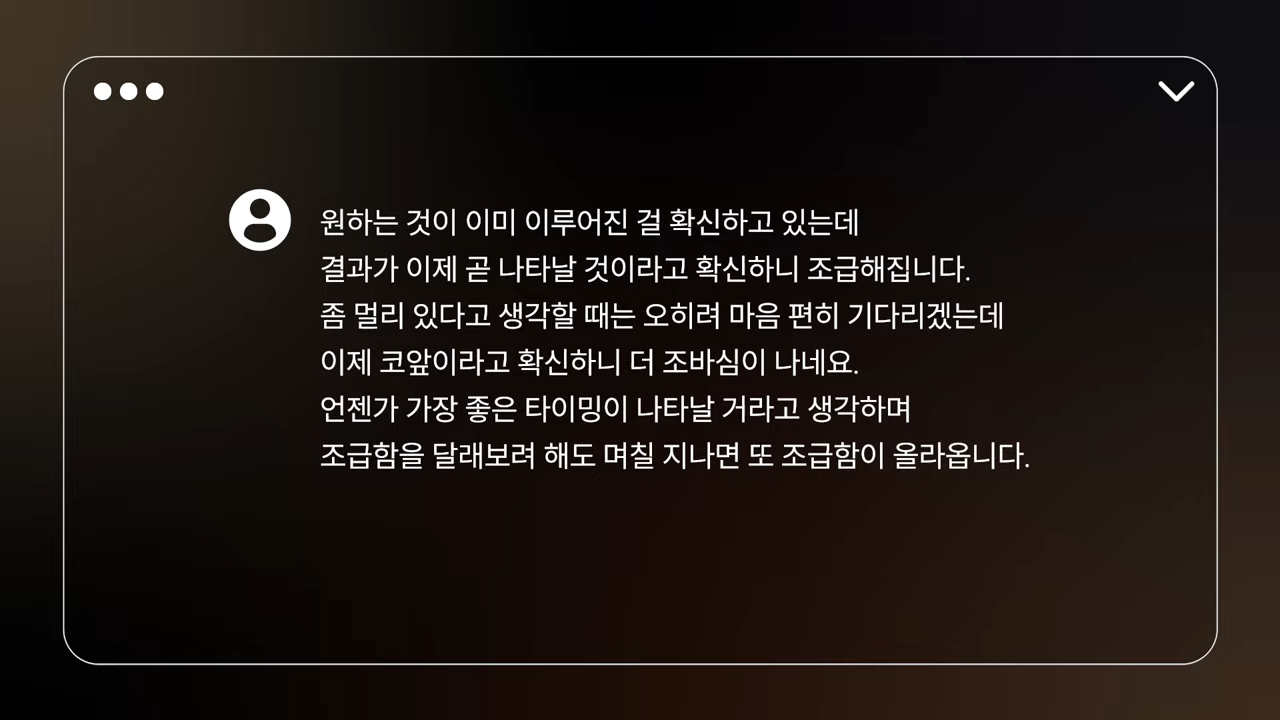 원하는 것이 이미 이루어진 걸 확신하고 있는데
결과가 이제 곧 나타날 것이라고 확신하니 조급해집니다.
좀 멀리 있다고 생각할 때는 오히려 마음 편히 기다리겠는데
이제 코앞이라고 확신하니 더 조바심이 나네요.
언젠가 가장 좋은 타이밍이 나타날 거라고 생각하며
조급함을 달래보려 해도 며칠 지나면 또 조급함이 올라옵니다.